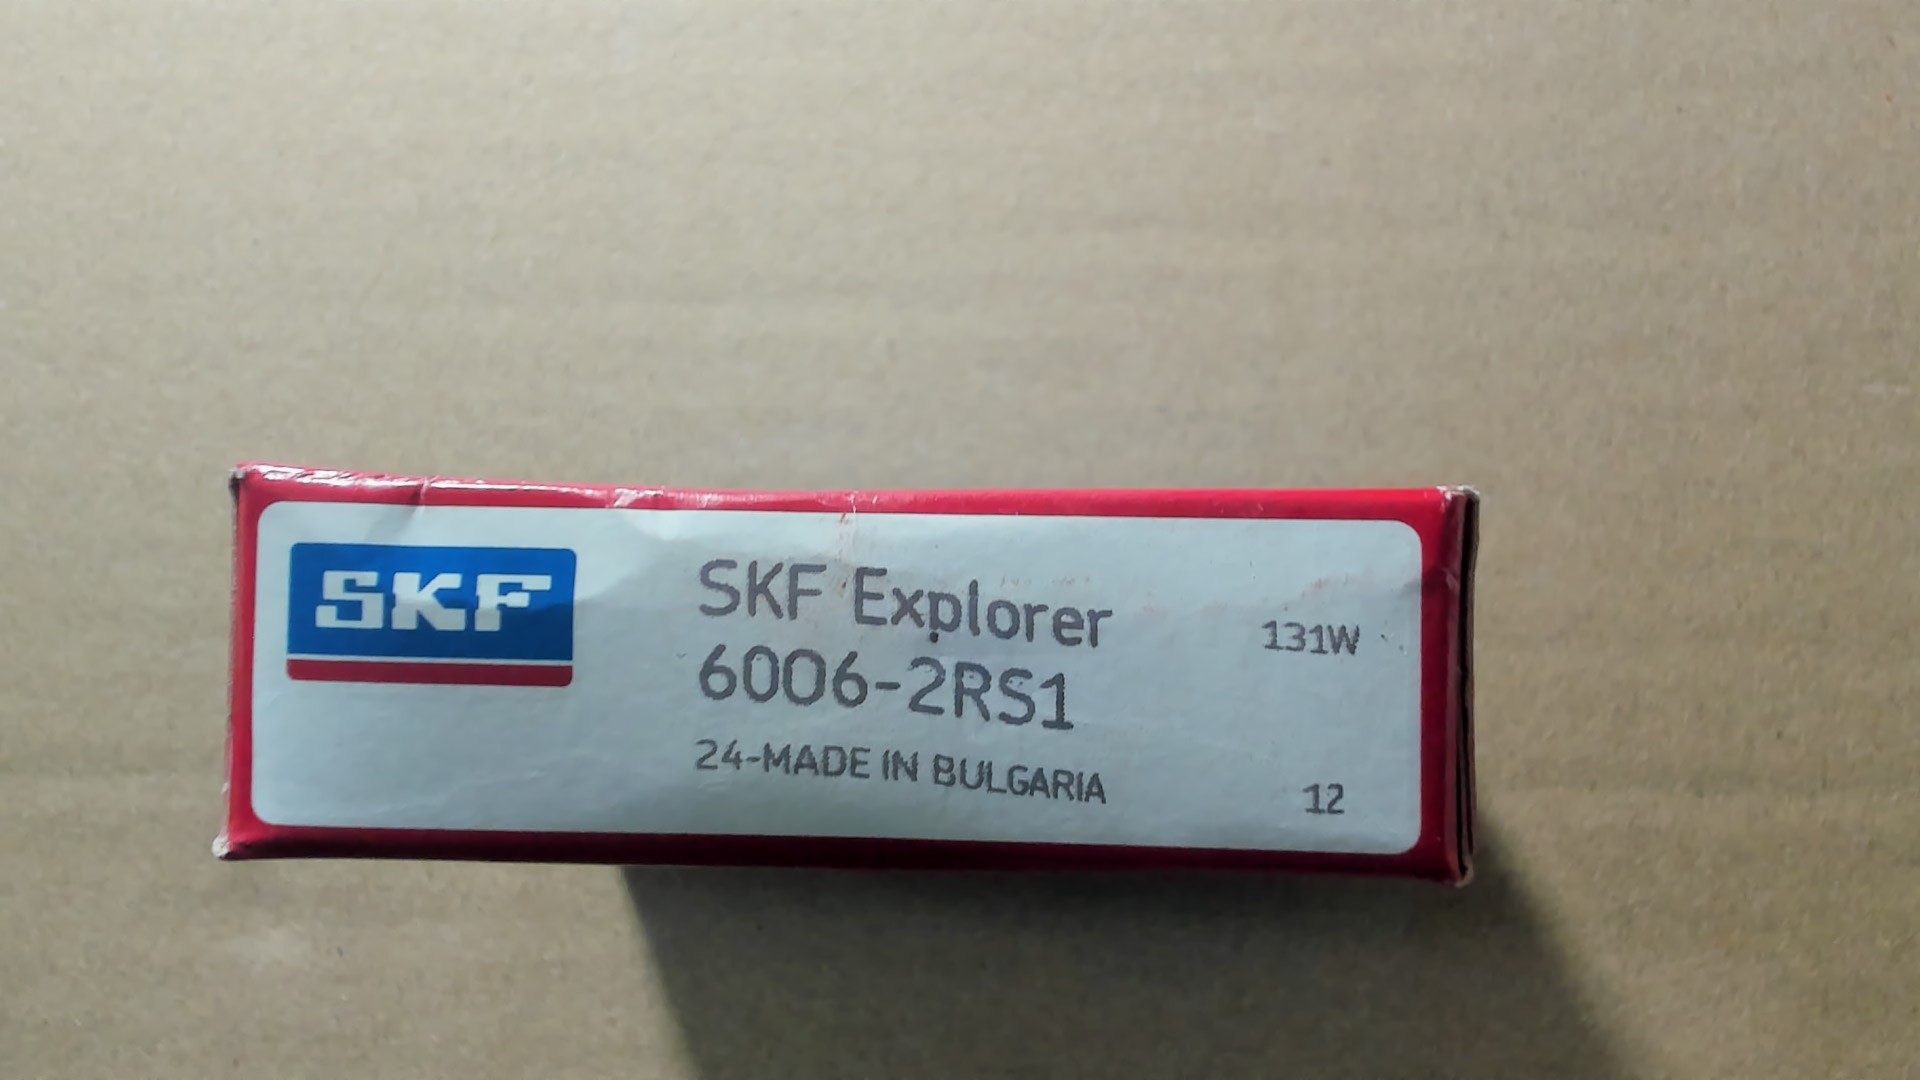 SKF
SKF Explorer
131W
6006-2RS1
24-MADE IN BULGARIA
12